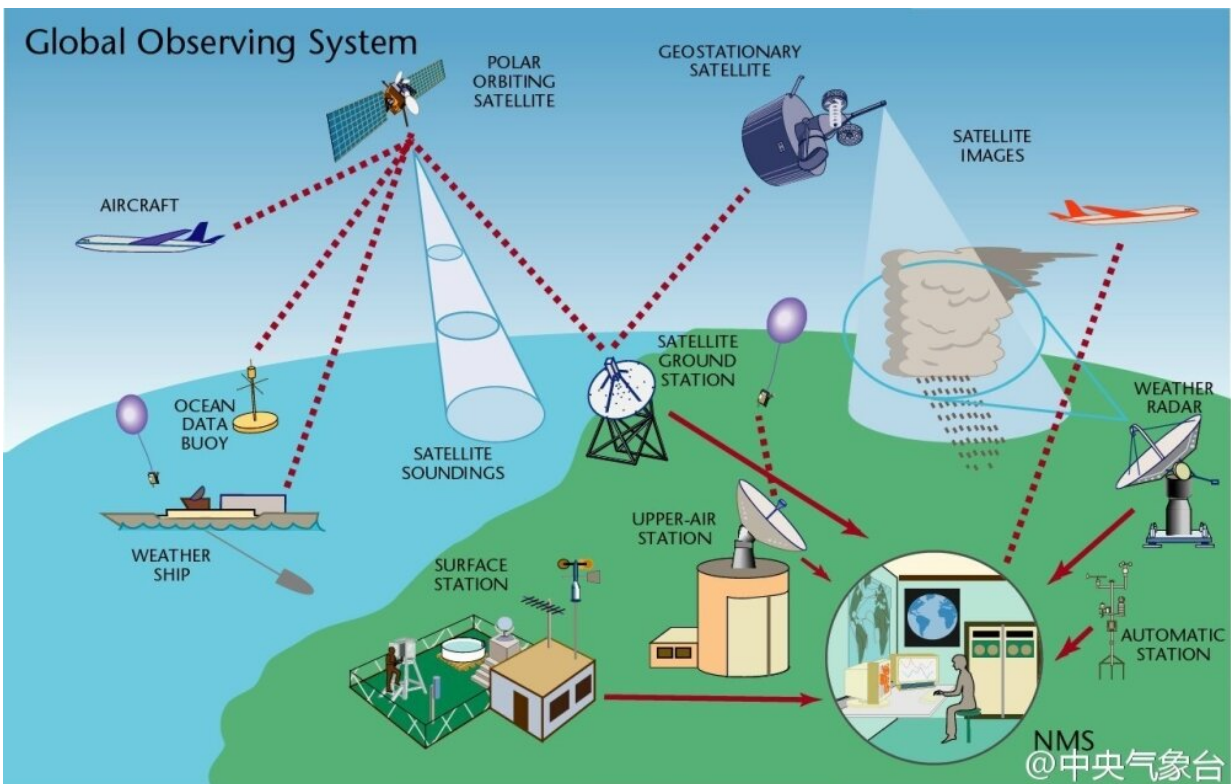 Global Observing System
POLAR
ORBITING
SATELLITE
GEOSTATIONARY
SATELLITE
SATELLITE
IMAGES
AIRCRAFT
SATELLITE
GROUND
STATION
WEATHER
RADAR
OCEAN
DATA
BUOY
SATELLITE
SOUNDINGS
UPPER-AIR
STATION
WEATHER
SHIP
SURFACE
STATION
AUTOMATIC
STATION
NMS
@中央气象台